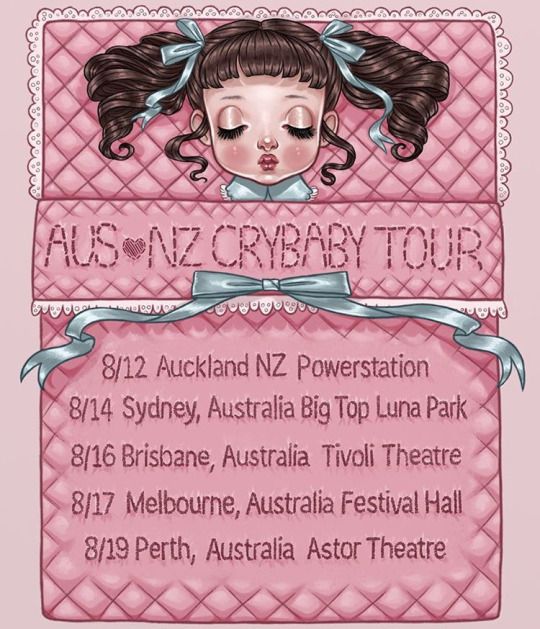 AUS♥NZ CRYBABY TOUR
8/12 Auckland NZ Powerstation
8/14 Sydney, Australia Big Top Luna Park
8/16 Brisbane, Australia Tivoli Theatre
8/17 Melbourne, Australia Festival Hall
8/19 Perth, Australia Astor Theatre